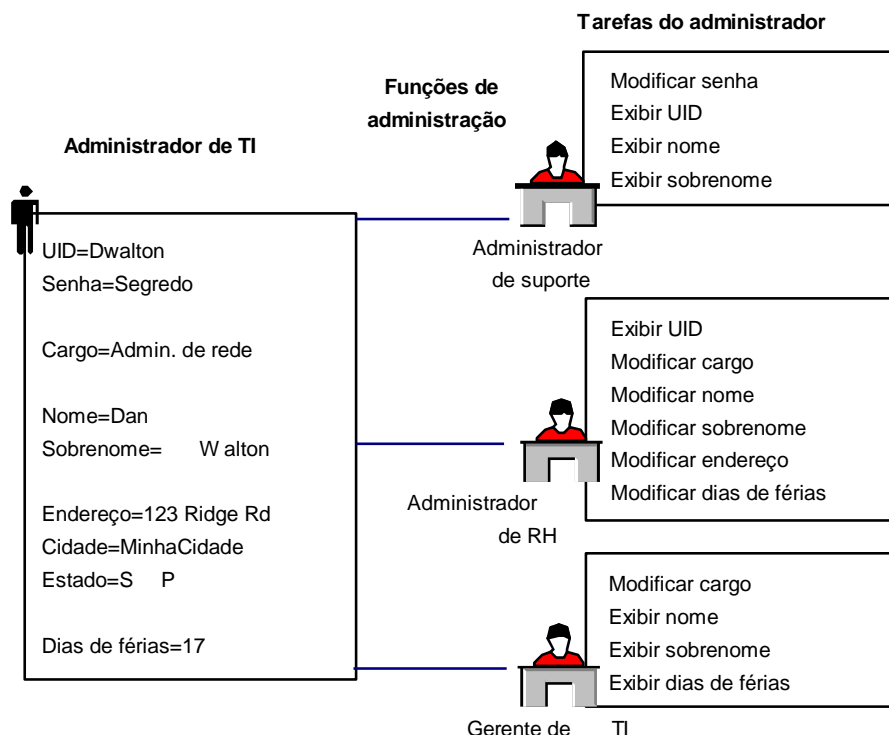 Tarefas do administrador
Funções de
administração
Administrador de TI
Modificar senha
Exibir UID
Exibir nome
Exibir sobrenome
Administrador
de suporte
UID=Dwalton
Senha=Segredo
Cargo=Admin. de rede
Nome=Dan
Sobrenome= W alton
Endereço=123 Ridge Rd
Cidade=MinhaCidade
Estado=S P
Dias de férias=17
Exibir UID
Modificar cargo
Modificar nome
Modificar sobrenome
Modificar endereço
Modificar dias de férias
Administrador
de RH
Modificar cargo
Exibir nome
Exibir sobrenome
Exibir dias de férias
Gerente de TI